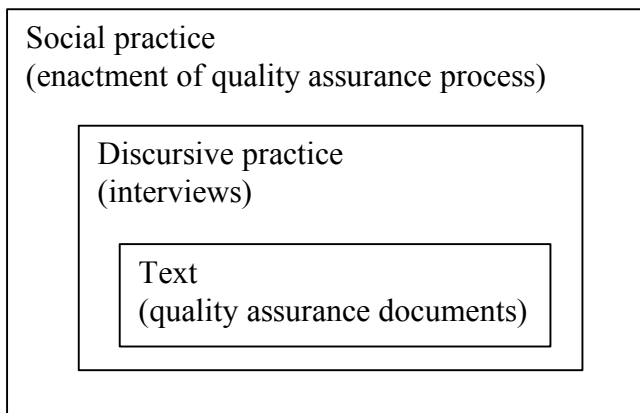 Social practice
(enactment of quality assurance process)
Discursive practice
(interviews)
Text
(quality assurance documents)